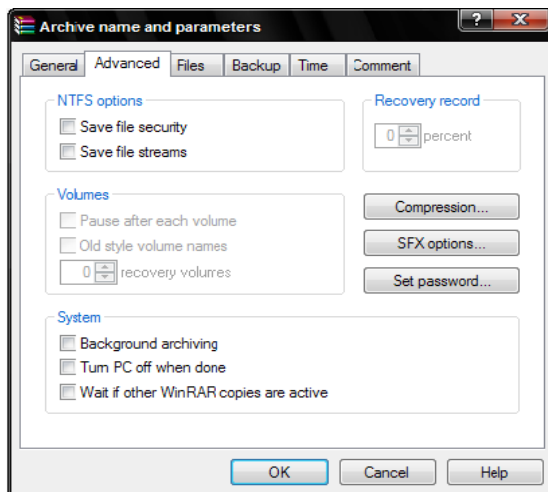 Archive name and parameters
General Advanced Files Backup Time Comment
NTFS options
Save file security
Save file streams
Recovery record
0 percent
Volumes
Pause after each volume
Old style volume names
0 recovery volumes
Compression...
SFX options...
Set password...
System
Background archiving
Turn PC off when done
Wait if other WinRAR copies are active
OK Cancel Help